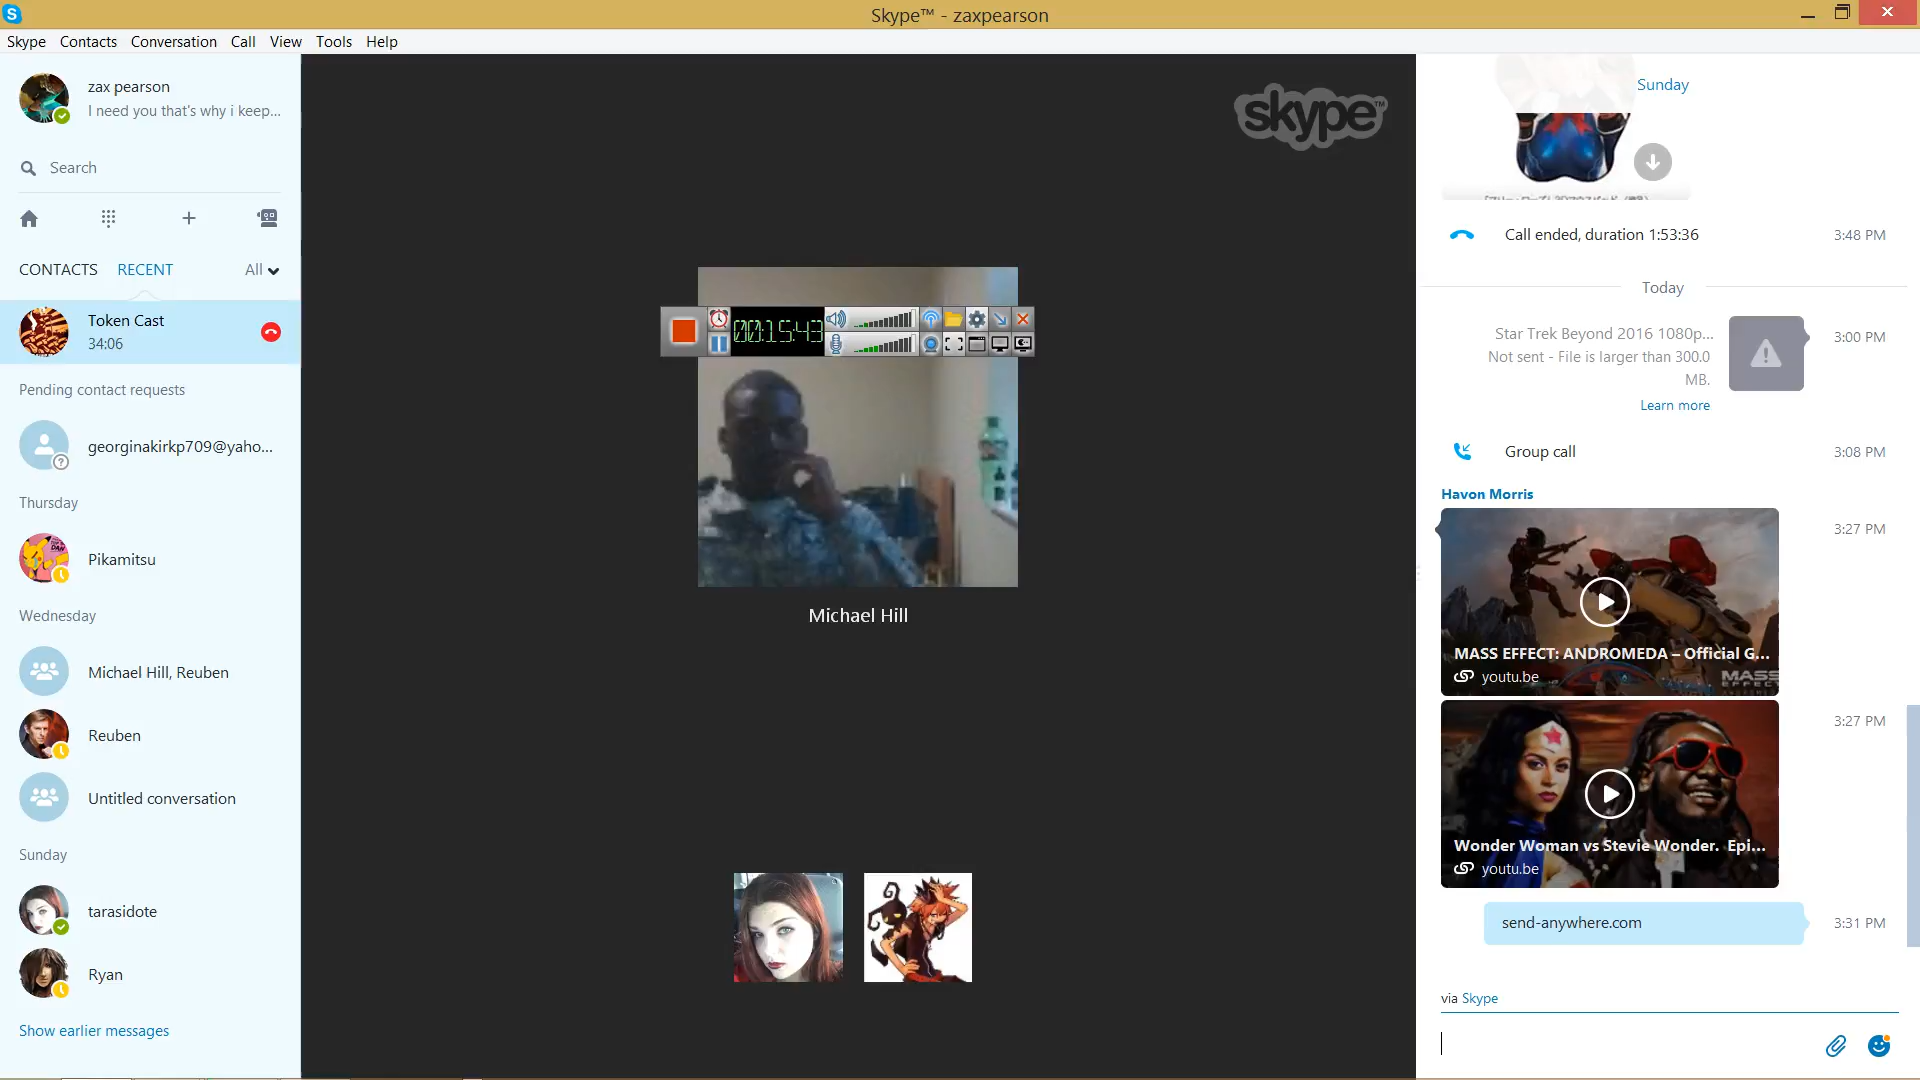 Skype™ - zaxpearson
Skype Contacts Conversation Call View Tools Help
zax pearson
I need you that's why i keep...
Search
CONTACTS RECENT All
Token Cast
34:06
Pending contact requests
georginakirkp709@yaho...
Thursday
Pikamitsu
Wednesday
Michael Hill, Reuben
Reuben
Untitled conversation
Sunday
tarasidote
Ryan
Show earlier messages
skype™
00:15:43
Michael Hill
Sunday
Call ended, duration 1:53:36 3:48 PM
Today
Star Trek Beyond 2016 1080p...
Not sent - File is larger than 300.0
MB.
Learn more
3:00 PM
Group call 3:08 PM
Havon Morris
3:27 PM
MASS EFFECT: ANDROMEDA – Official G...
youtu.be
MASS
EFFECT
3:27 PM
Wonder Woman vs Stevie Wonder. Epi...
youtu.be
send-anywhere.com 3:31 PM
via Skype